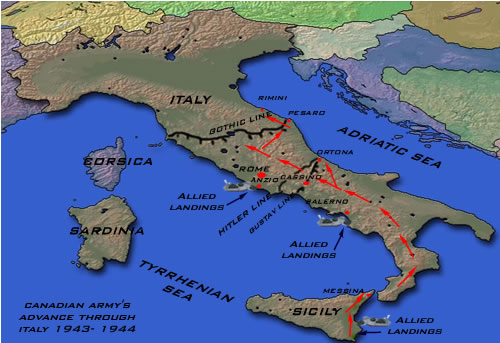 ITALY
RIMINI
PESARO
GOTHIC LINE
ADRIATIC SEA
CORSICA
ORTONA
ROME
ANZIO
CASSINO
ALLIED
LANDINGS
HITLER LINE
GUSTAV LINE
SALERNO
SARDINIA
ALLIED
LANDINGS
TYRRHENIAN
SEA
MESSINA
CANADIAN ARMY'S
ADVANCE THROUGH
ITALY 1943-1944
SICILY
ALLIED
LANDINGS